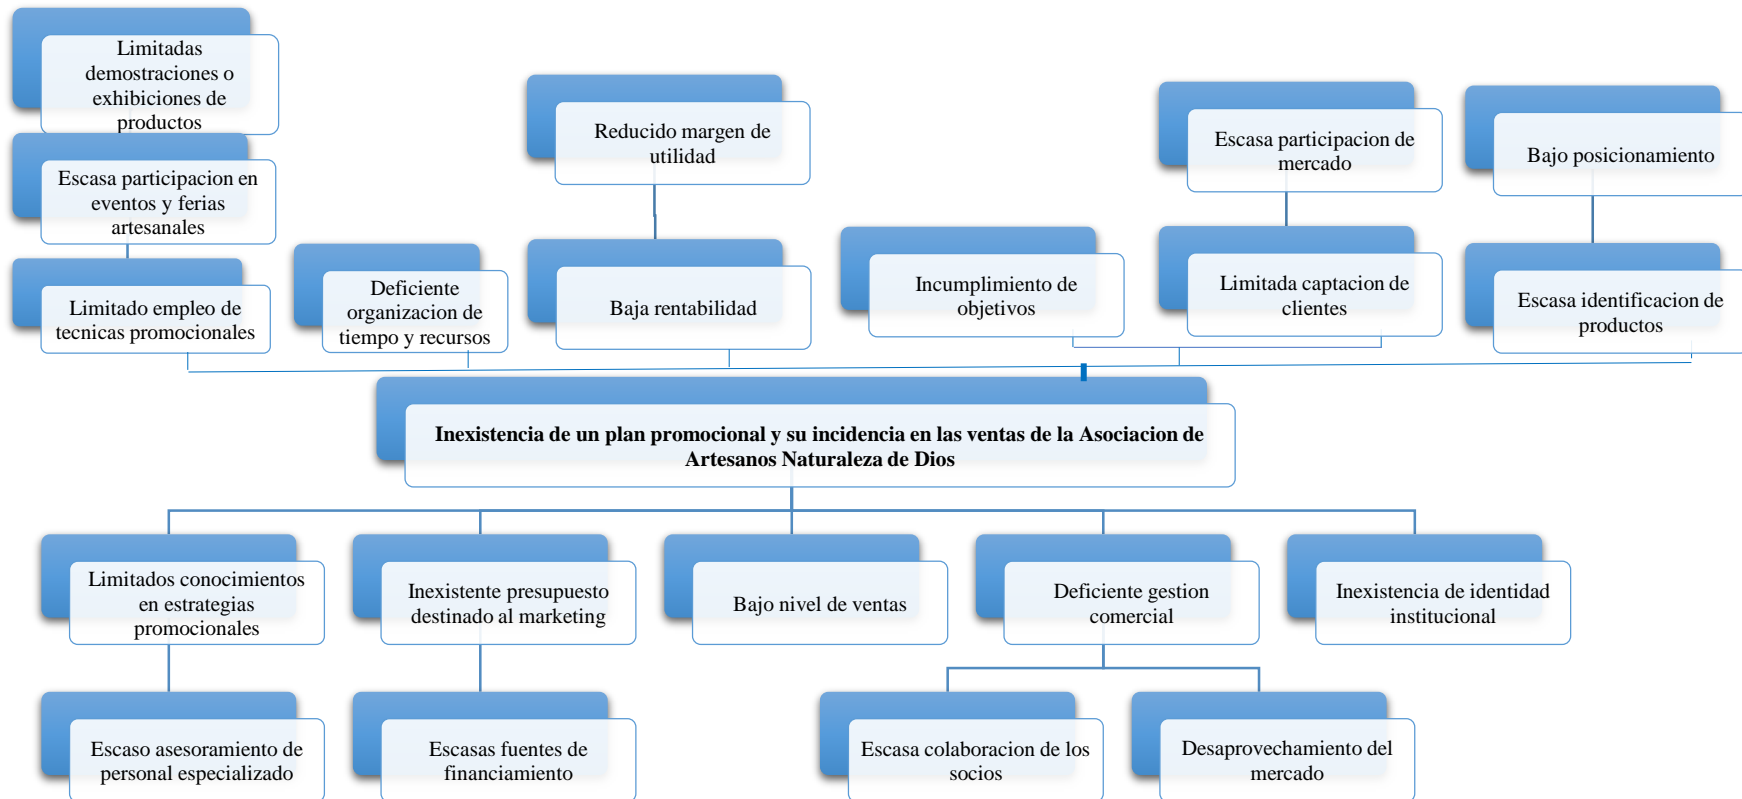 Limitadas
demostraciones o
exhibiciones de
productos
Reducido margen de
utilidad
Escasa participacion de
mercado
Bajo posicionamiento
Escasa participacion en
eventos y ferias
artesanales
Limitado empleo de
tecnicas promocionales
Deficiente
organizacion de
tiempo y recursos
Baja rentabilidad
Incumplimiento de
objetivos
Limitada captacion de
clientes
Escasa identificacion de
productos
Inexistencia de un plan promocional y su incidencia en las ventas de la Asociacion de
Artesanos Naturaleza de Dios
Limitados conocimientos
en estrategias
promocionales
Inexistente presupuesto
destinado al marketing
Bajo nivel de ventas
Deficiente gestion
comercial
Inexistencia de identidad
institucional
Escaso asesoramiento de
personal especializado
Escasas fuentes de
financiamiento
Escasa colaboracion de los
socios
Desaprovechamiento del
mercado